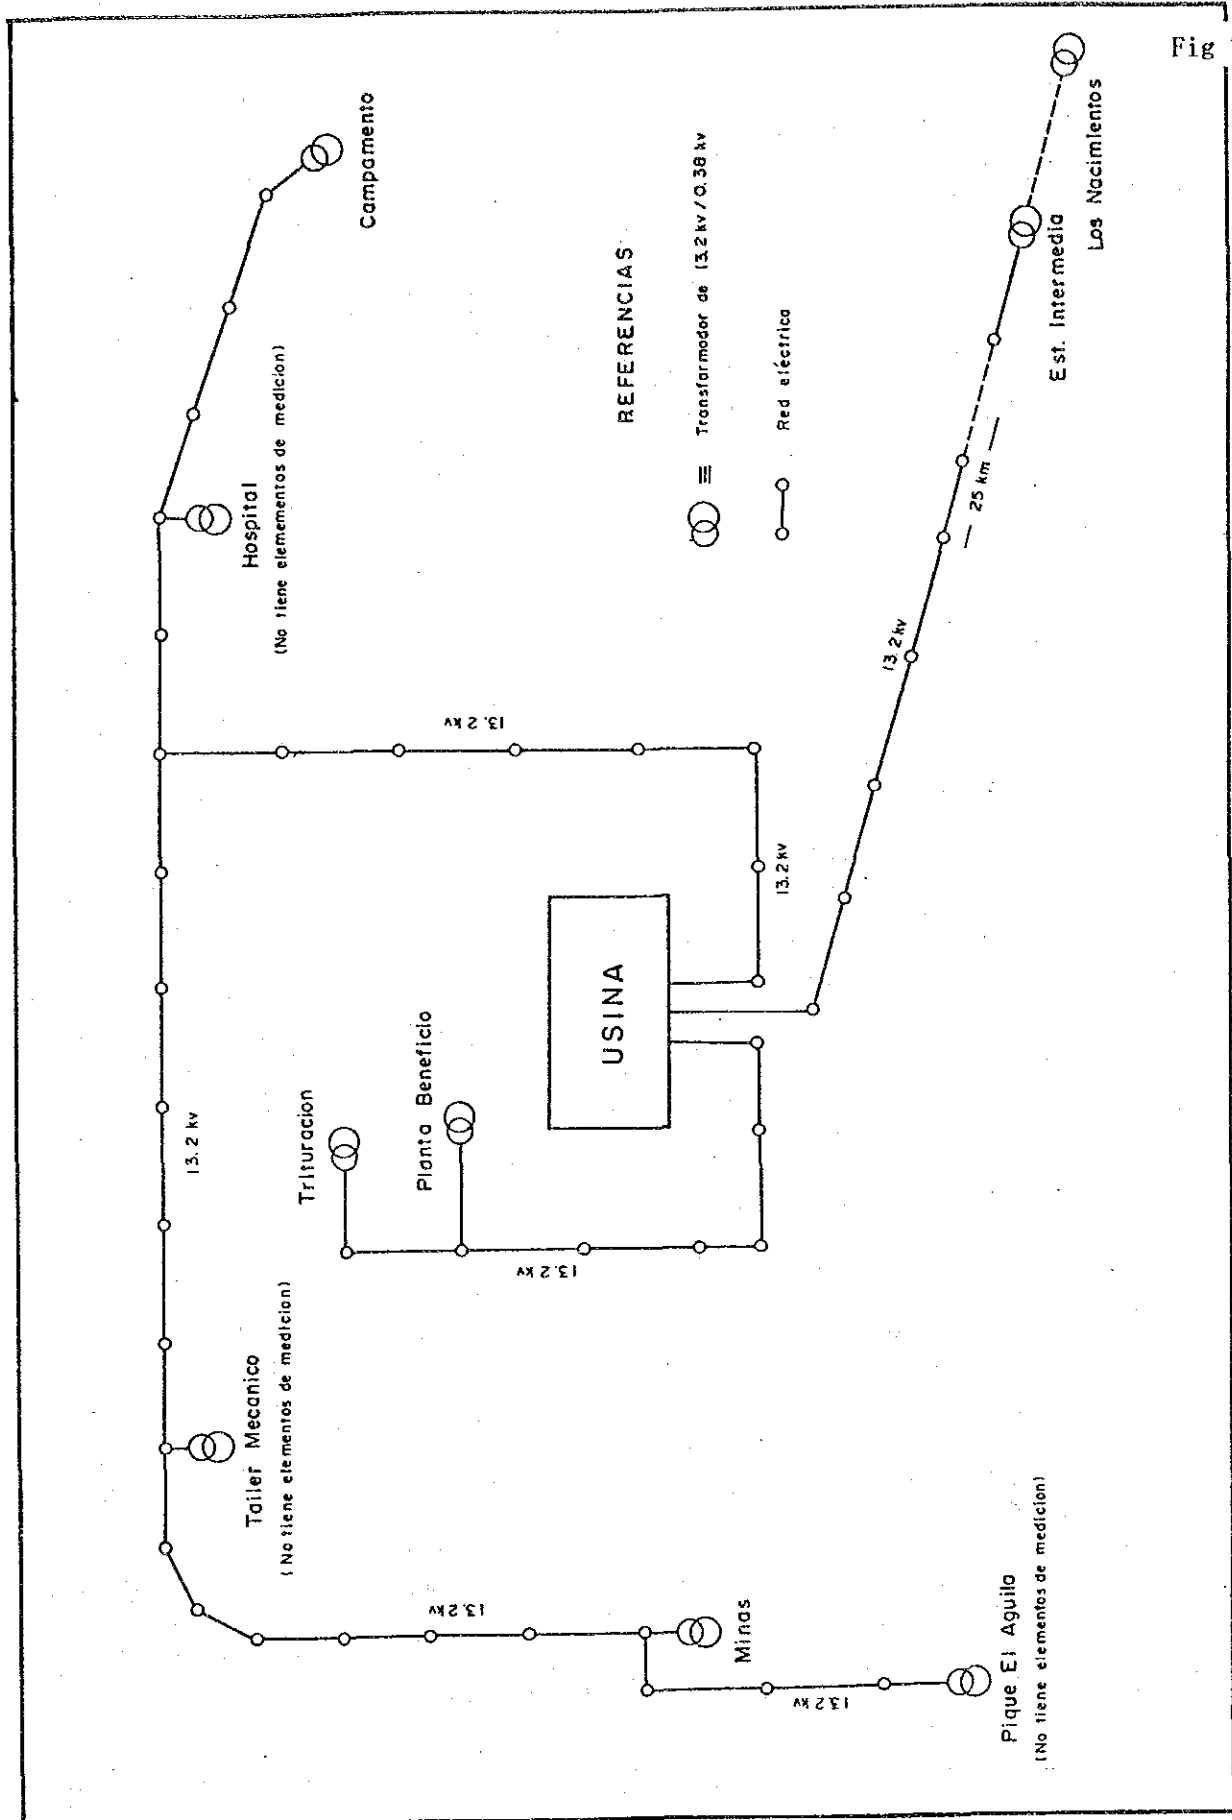 Fig
Campamento
Hospital
(No tiene elemementos de medicion)
REFERENCIAS
≡ Transformador de 13.2 kv / 0.38 kv
Red eléctrica
Los Nacimientos
Est. Intermedia
25 km
13.2 kv
13.2 kv
13.2 kv
USINA
Planta Beneficio
Trituracion
13.2 kv
13.2 kv
Taller Mecanico
(No tiene elementos de medicion)
13.2 kv
Minas
13.2 kv
Pique El Aguila
(No tiene elementos de medicion)